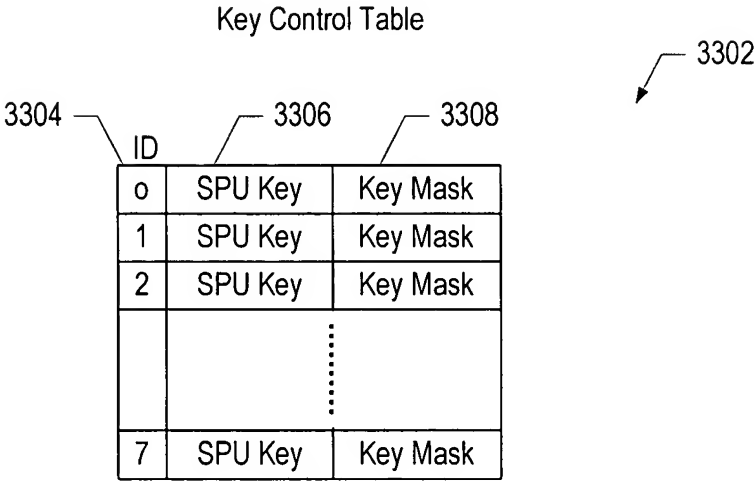 Key Control Table
3302
3304 3306 3308
ID
o SPU Key Key Mask
1 SPU Key Key Mask
2 SPU Key Key Mask
7 SPU Key Key Mask